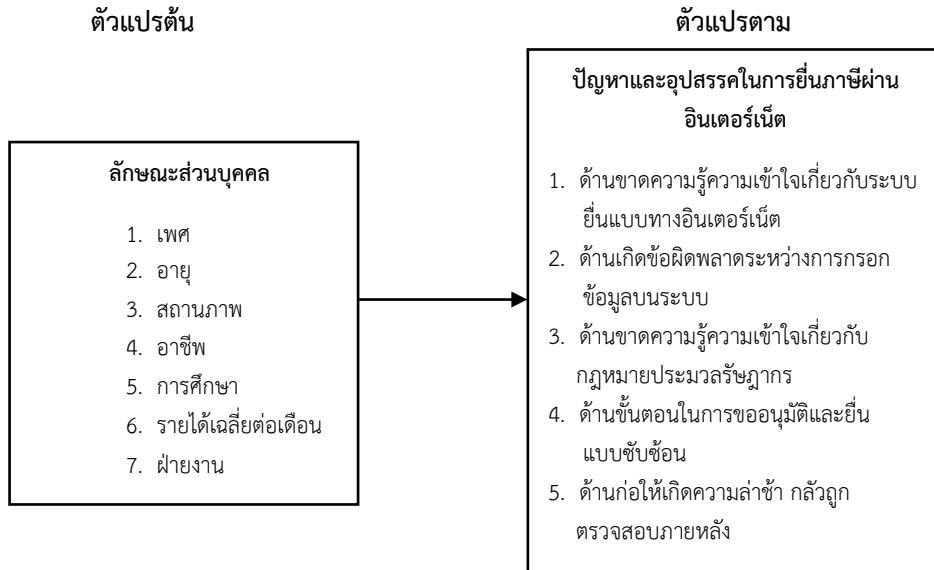 ตัวแปรต้น
ตัวแปรตาม
ลักษณะส่วนบุคคล
1. เพศ
2. อายุ
3. สถานภาพ
4. อาชีพ
5. การศึกษา
6. รายได้เฉลี่ยต่อเดือน
7. ฝ่ายงาน
ปัญหาและอุปสรรคในการยื่นภาษีผ่าน
อินเตอร์เน็ต
1. ด้านขาดความรู้ความเข้าใจเกี่ยวกับระบบ
ยื่นแบบทางอินเตอร์เน็ต
2. ด้านเกิดข้อผิดพลาดระหว่างการกรอก
ข้อมูลบนระบบ
3. ด้านขาดความรู้ความเข้าใจเกี่ยวกับ
กฎหมายประมวลรัษฎากร
4. ด้านขั้นตอนในการขออนุมัติและยื่น
แบบซับซ้อน
5. ด้านก่อให้เกิดความล่าช้า กลัวถูก
ตรวจสอบภายหลัง